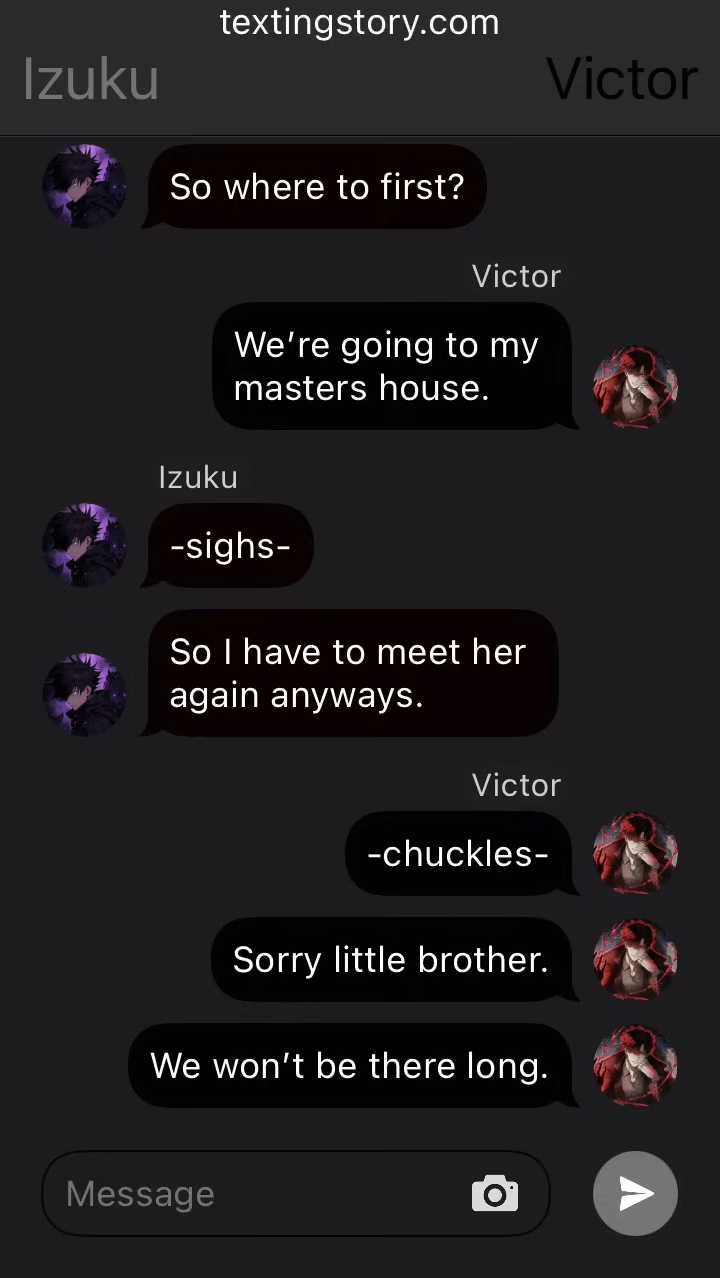 textingstory.com
Izuku
Victor
So where to first?
Victor
We’re going to my
masters house.
Izuku
-sighs-
So I have to meet her
again anyways.
Victor
-chuckles-
Sorry little brother.
We won’t be there long.
Message